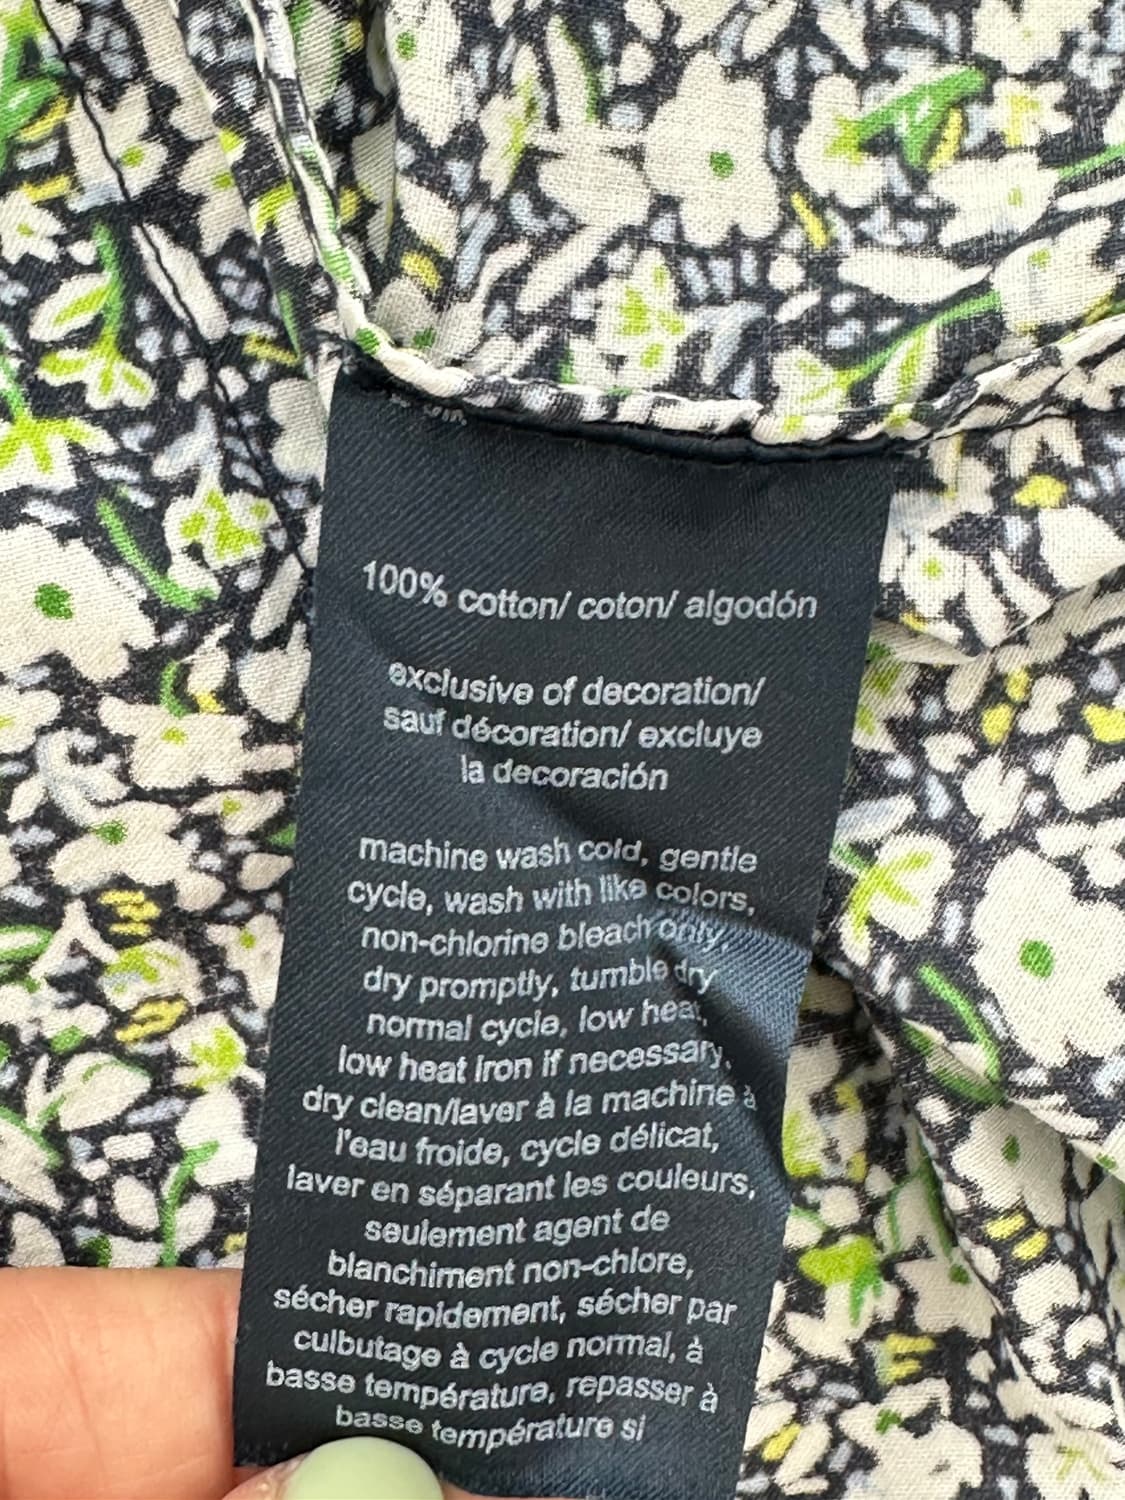 100% cotton/ coton/ algodón
exclusive of decoration/
sauf décoration/ excluye
la decoración
machine wash cold, gentle
cycle, wash with like colors,
non-chlorine bleach only,
dry promptly, tumble dry
normal cycle, low heat,
low heat iron if necessary,
dry clean/laver à la machine à
l'eau froide, cycle délicat,
laver en séparant les couleurs,
seulement agent de
blanchiment non-chlore,
sécher rapidement, sécher par
culbutage à cycle normal, à
basse température, repasser à
basse température si